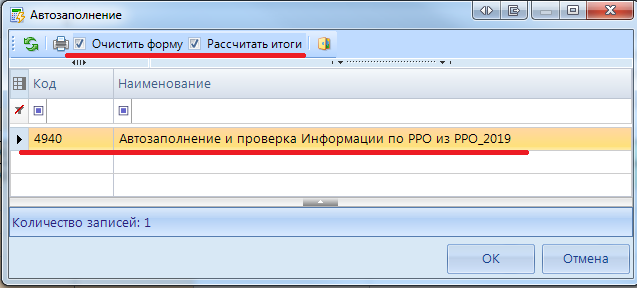 Автозаполнение
Очистить форму Рассчитать итоги
Код Наименование
4940 Автозаполнение и проверка Информации по РРО из РРО_2019
Количество записей: 1
ОК Отмена